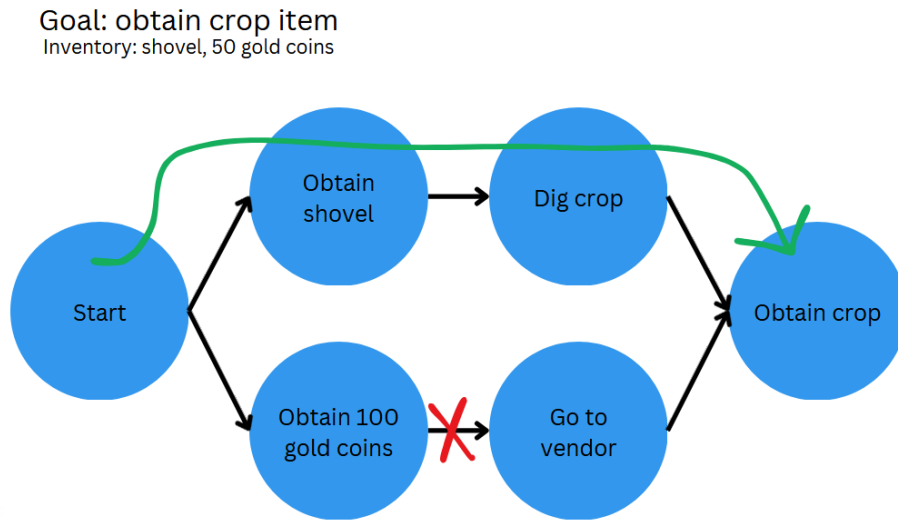 Goal: obtain crop item
Inventory: shovel, 50 gold coins
Obtain
shovel
Dig crop
Start
Obtain crop
Obtain 100
gold coins
Go to
vendor